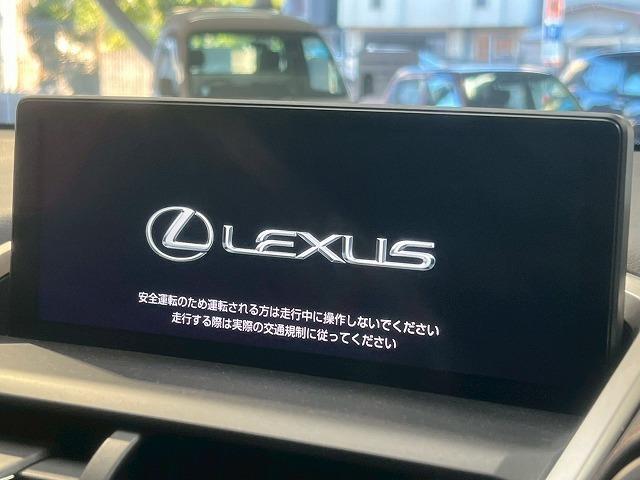 LEXUS
安全運転のため運転される方は走行中に操作しないでください
走行する際は実際の交通規制に従ってください